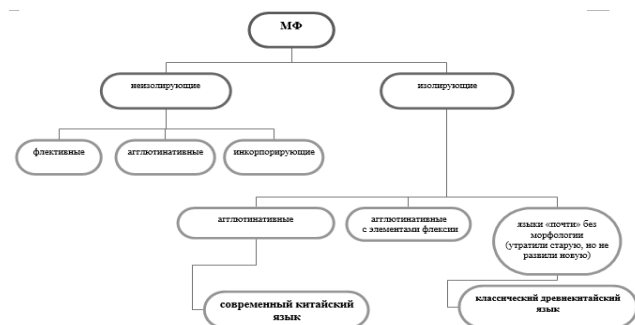 МФ
неизолирующие
изолирующие
флективные
агглютинативные
инкорпорирующие
агглютинативные
агглютинативные
с элементами флексии
языки «почти» без
морфологии
(утратили старую, но не
развили новую)
современный китайский
язык
классический древнекитайский
язык